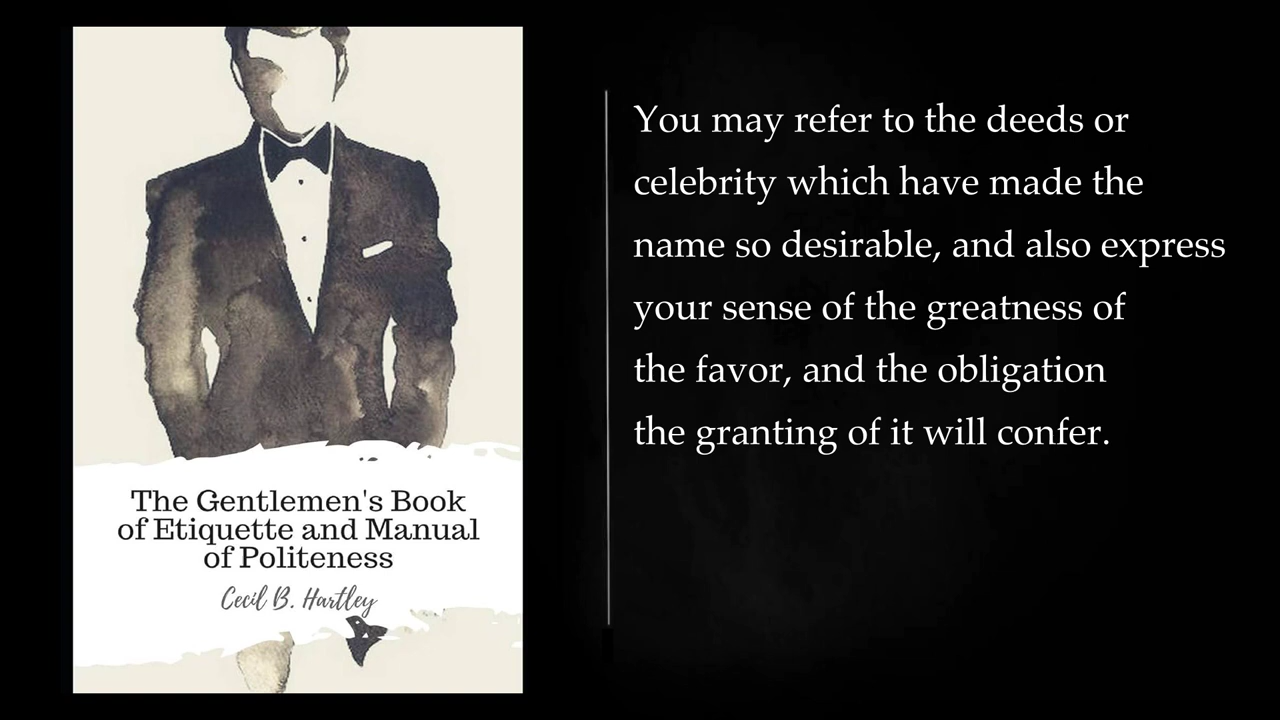 The Gentlemen's Book
of Etiquette and Manual
of Politeness
Cecil B. Hartley
You may refer to the deeds or
celebrity which have made the
name so desirable, and also express
your sense of the greatness of
the favor, and the obligation
the granting of it will confer.